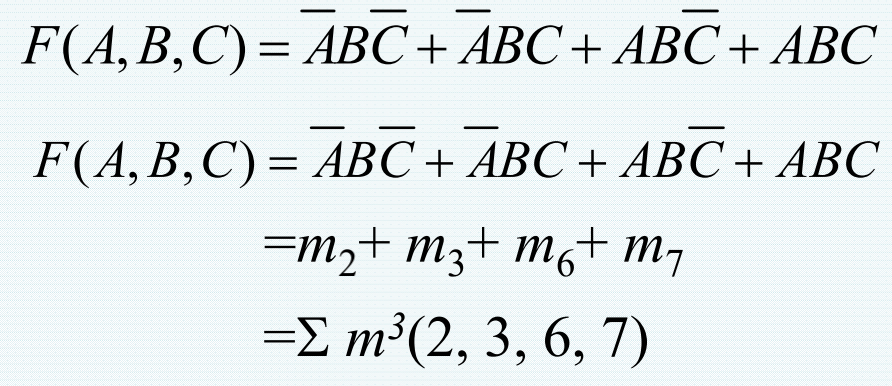 F(A, B, C) = A̅BC̅ + A̅BC + ABC̅ + ABC
F(A, B, C) = A̅BC̅ + A̅BC + ABC̅ + ABC
=m₂+ m₃+ m₆+ m₇
=Σ m³(2, 3, 6, 7)